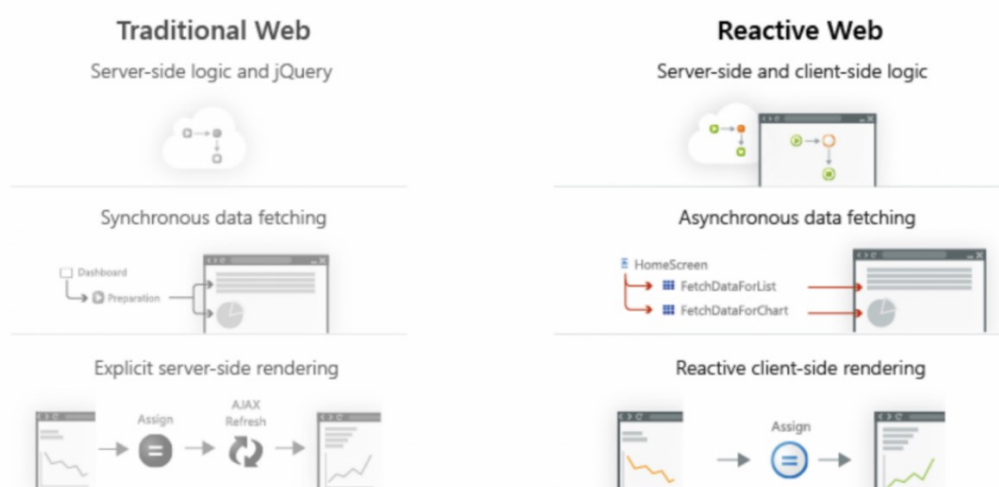 Traditional Web
Server-side logic and jQuery
Synchronous data fetching
Dashboard
Preparation
Explicit server-side rendering
Assign
AJAX
Refresh
Reactive Web
Server-side and client-side logic
Asynchronous data fetching
HomeScreen
FetchDataForList
FetchDataForChart
Reactive client-side rendering
Assign